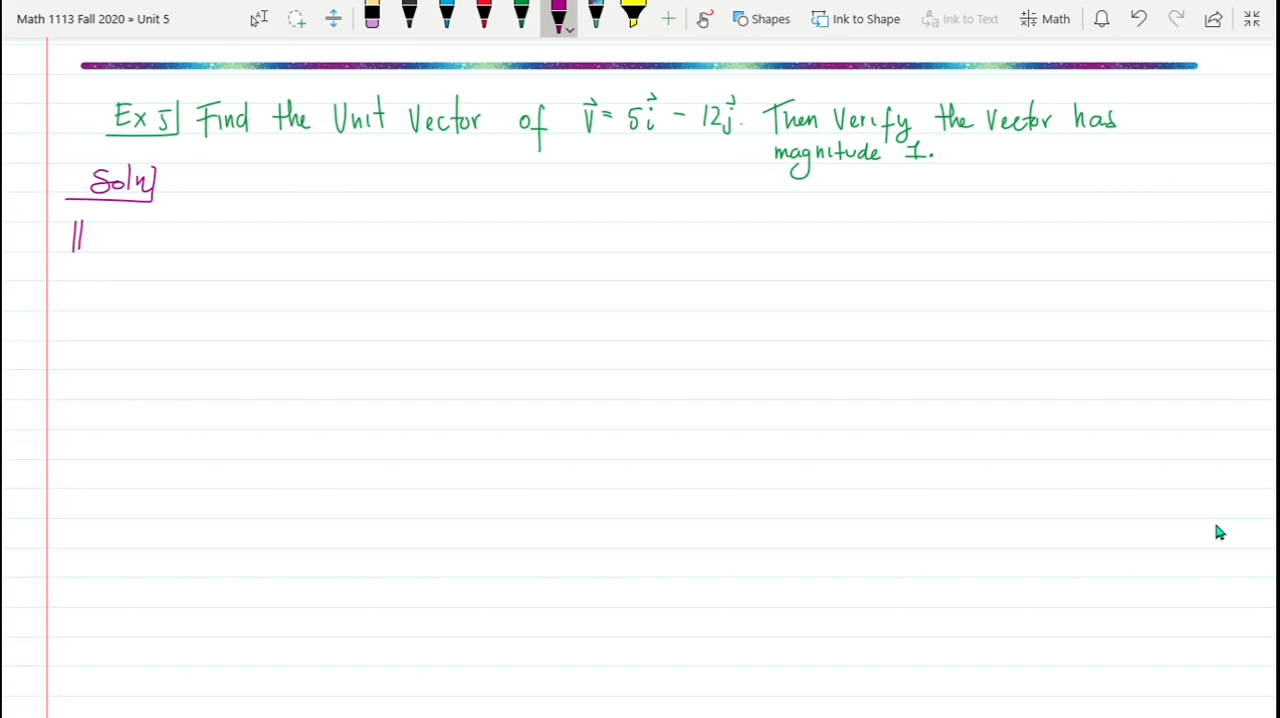 Math 1113 Fall 2020 » Unit 5
Shapes
Ink to Shape
Ink to Text
Math
Ex 5] Find the Unit Vector of v⃗ = 5i⃗ - 12j⃗. Then Verify the vector has
magnitude 1.
Soln]
||